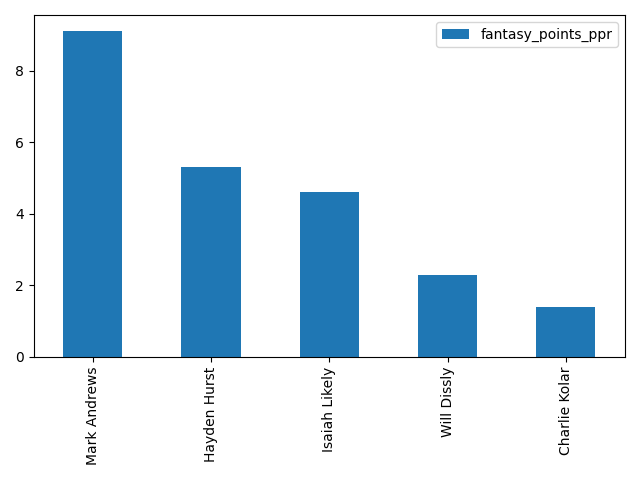 fantasy_points_ppr
8
6
4
2
0
Mark Andrews
Hayden Hurst
Isaiah Likely
Will Dissly
Charlie Kolar